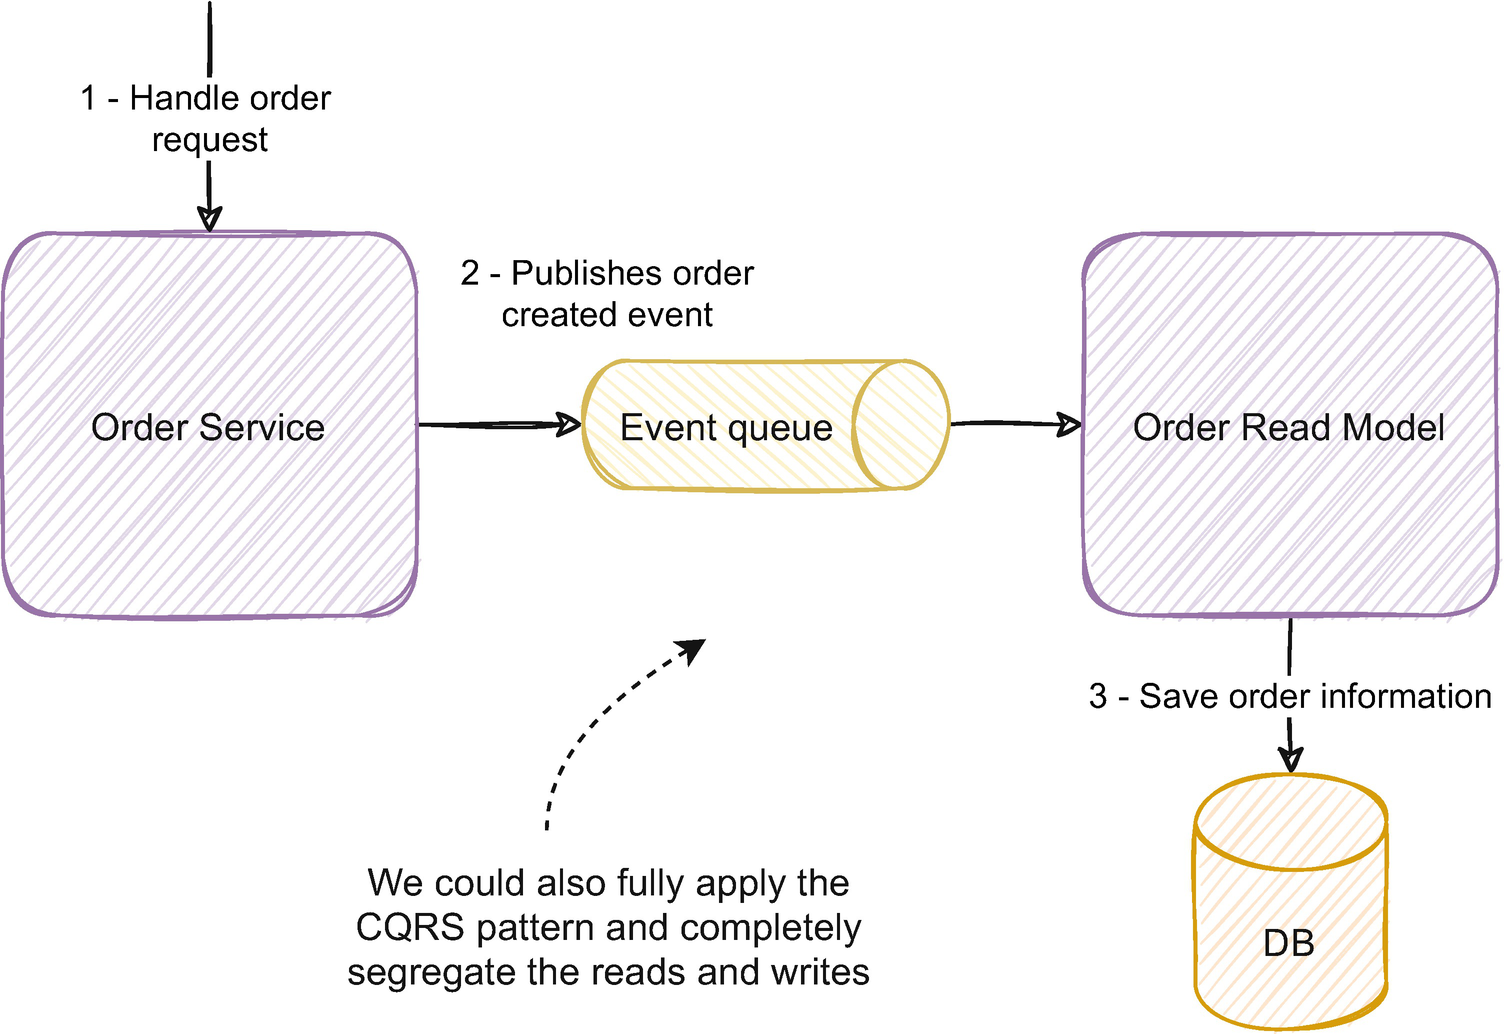 1 - Handle order
request
2 - Publishes order
created event
Order Service
Event queue
Order Read Model
3 - Save order information
We could also fully apply the
CQRS pattern and completely
segregate the reads and writes
DB